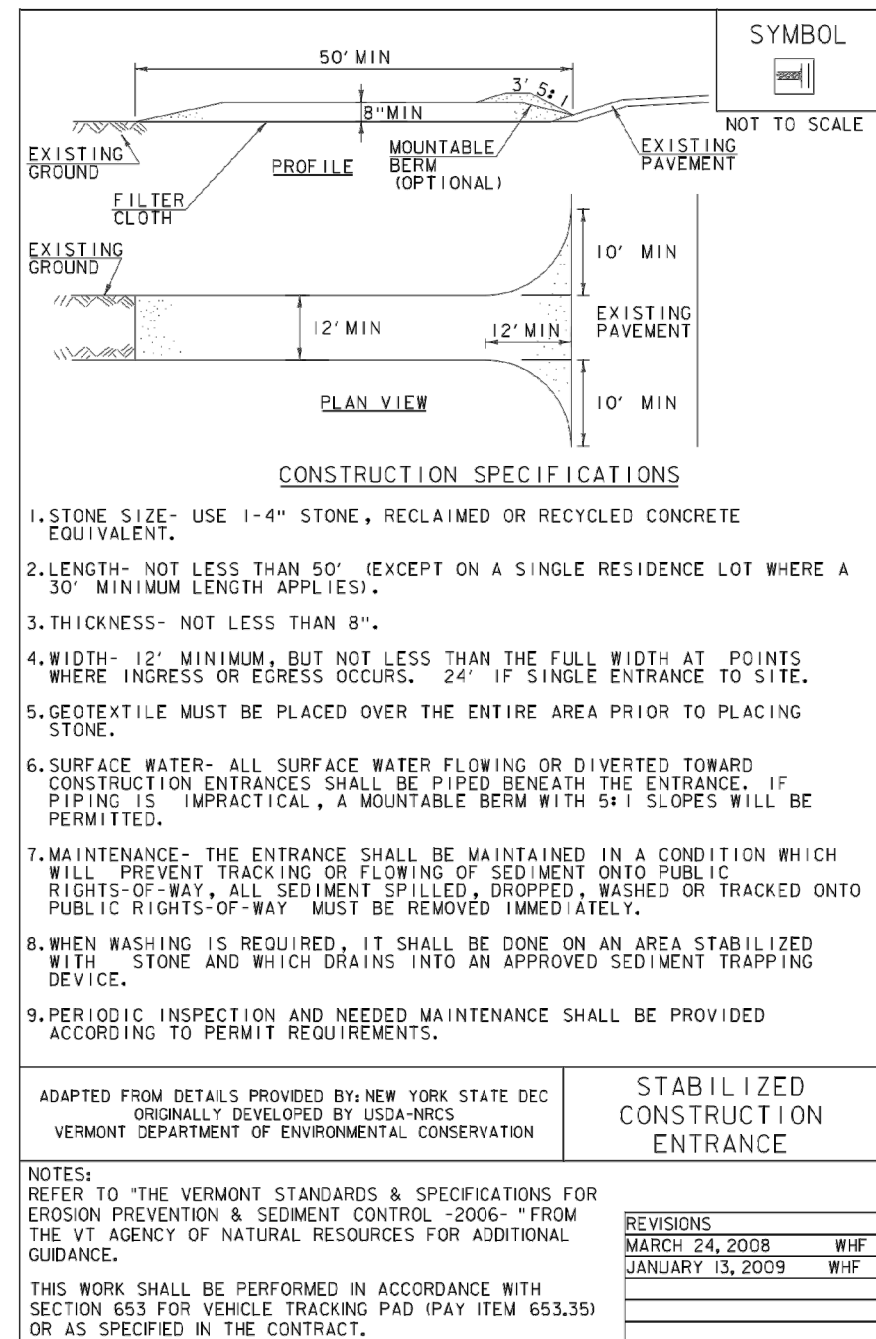 SYMBOL
50' MIN
3' 5:1
8"MIN
NOT TO SCALE
EXISTING
GROUND
PROFILE
MOUNTABLE
BERM
(OPTIONAL)
EXISTING
PAVEMENT
FILTER
CLOTH
EXISTING
GROUND
10' MIN
12' MIN
12' MIN
EXISTING
PAVEMENT
PLAN VIEW
10' MIN
CONSTRUCTION SPECIFICATIONS
1. STONE SIZE- USE 1-4" STONE, RECLAIMED OR RECYCLED CONCRETE
EQUIVALENT.
2. LENGTH- NOT LESS THAN 50' (EXCEPT ON A SINGLE RESIDENCE LOT WHERE A
30' MINIMUM LENGTH APPLIES).
3. THICKNESS- NOT LESS THAN 8".
4. WIDTH- 12' MINIMUM, BUT NOT LESS THAN THE FULL WIDTH AT POINTS
WHERE INGRESS OR EGRESS OCCURS. 24' IF SINGLE ENTRANCE TO SITE.
5. GEOTEXTILE MUST BE PLACED OVER THE ENTIRE AREA PRIOR TO PLACING
STONE.
6. SURFACE WATER- ALL SURFACE WATER FLOWING OR DIVERTED TOWARD
CONSTRUCTION ENTRANCES SHALL BE PIPED BENEATH THE ENTRANCE. IF
PIPING IS IMPRACTICAL, A MOUNTABLE BERM WITH 5:1 SLOPES WILL BE
PERMITTED.
7. MAINTENANCE- THE ENTRANCE SHALL BE MAINTAINED IN A CONDITION WHICH
WILL PREVENT TRACKING OR FLOWING OF SEDIMENT ONTO PUBLIC
RIGHTS-OF-WAY, ALL SEDIMENT SPILLED, DROPPED, WASHED OR TRACKED ONTO
PUBLIC RIGHTS-OF-WAY MUST BE REMOVED IMMEDIATELY.
8. WHEN WASHING IS REQUIRED, IT SHALL BE DONE ON AN AREA STABILIZED
WITH STONE AND WHICH DRAINS INTO AN APPROVED SEDIMENT TRAPPING
DEVICE.
9. PERIODIC INSPECTION AND NEEDED MAINTENANCE SHALL BE PROVIDED
ACCORDING TO PERMIT REQUIREMENTS.
ADAPTED FROM DETAILS PROVIDED BY: NEW YORK STATE DEC
ORIGINALLY DEVELOPED BY USDA-NRCS
VERMONT DEPARTMENT OF ENVIRONMENTAL CONSERVATION
STABILIZED
CONSTRUCTION
ENTRANCE
NOTES:
REFER TO "THE VERMONT STANDARDS & SPECIFICATIONS FOR
EROSION PREVENTION & SEDIMENT CONTROL -2006- "FROM
THE VT AGENCY OF NATURAL RESOURCES FOR ADDITIONAL
GUIDANCE.
THIS WORK SHALL BE PERFORMED IN ACCORDANCE WITH
SECTION 653 FOR VEHICLE TRACKING PAD (PAY ITEM 653.35)
OR AS SPECIFIED IN THE CONTRACT.
REVISIONS
MARCH 24, 2008 WHF
JANUARY 13, 2009 WHF